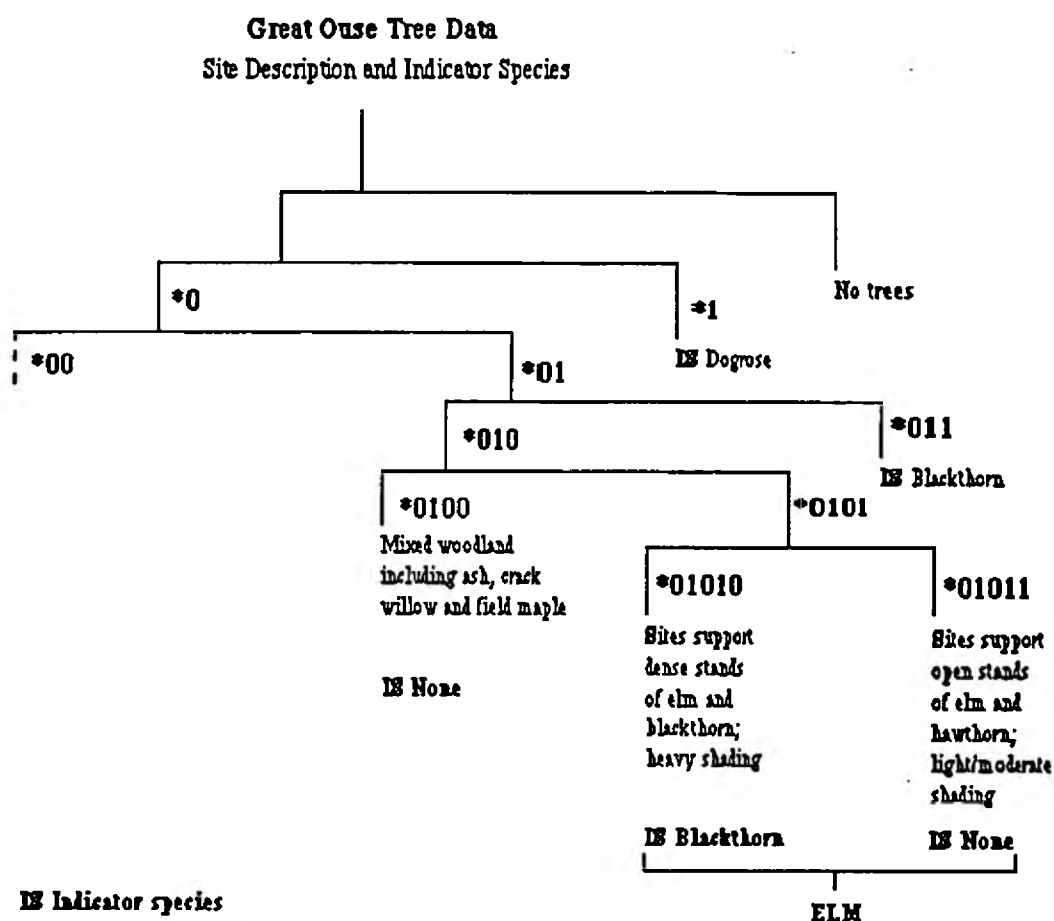 Great Ouse Tree Data
Site Description and Indicator Species
No trees
*0
*1
IS Dogrose
*00
*01
*010
*011
IS Blackthorn
*0100
Mixed woodland
including ash, crack
willow and field maple
IS None
*0101
*01010
Sites support
dense stands
of elm and
blackthorn;
heavy shading
IS Blackthorn
*01011
Sites support
open stands
of elm and
hawthorn;
light/moderate
shading
IS None
ELM
IS Indicator species